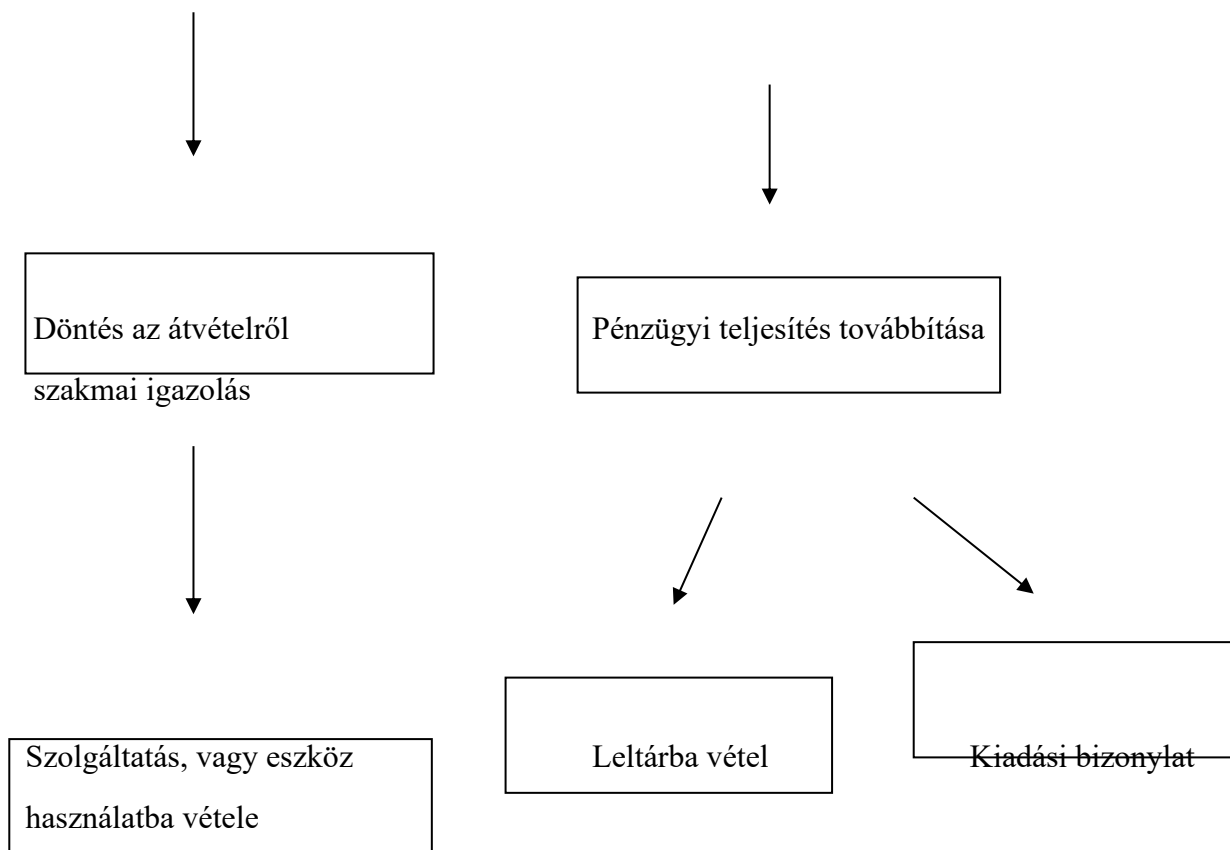 Döntés az átvételről
szakmai igazolás
Pénzügyi teljesítés továbbítása
Szolgáltatás, vagy eszköz
használatba vétele
Leltárba vétel
Kiadási bizonylat